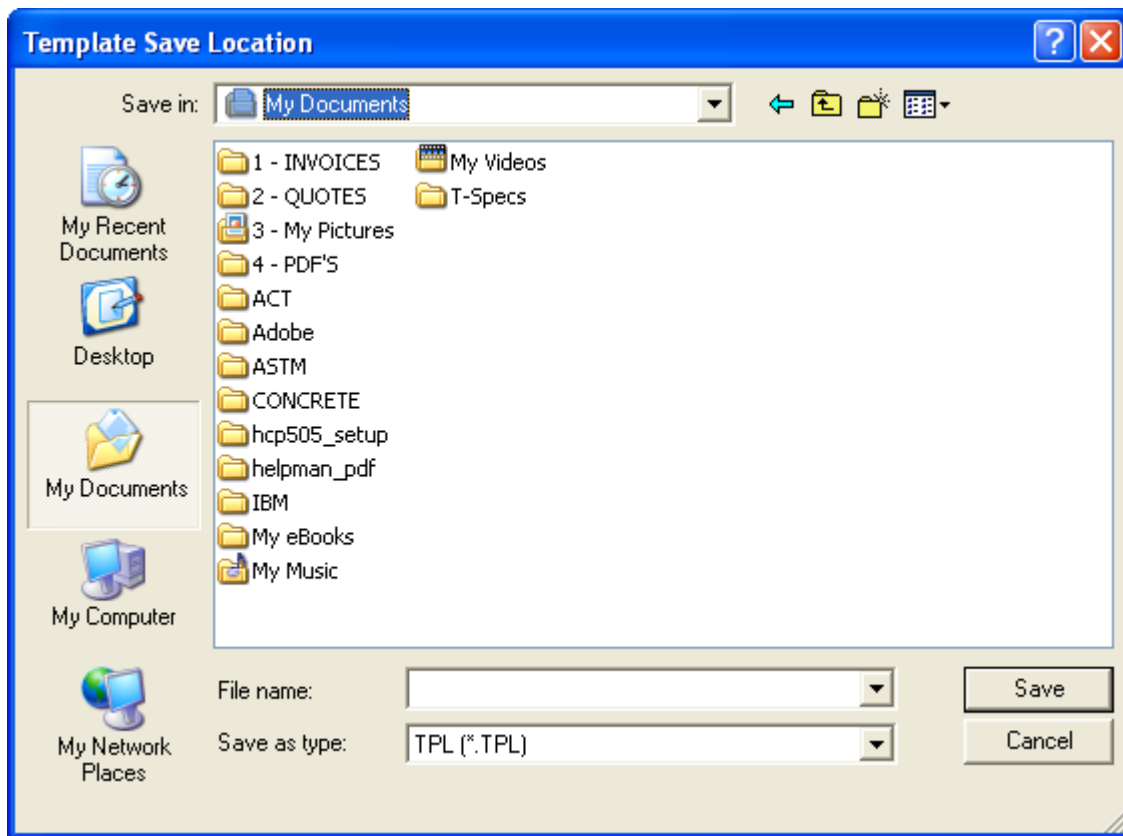 Template Save Location
Save in: My Documents
My Recent
Documents
Desktop
My Documents
My Computer
My Network
Places
1 - INVOICES
2 - QUOTES
3 - My Pictures
4 - PDF'S
ACT
Adobe
ASTM
CONCRETE
hcp505_setup
helpman_pdf
IBM
My eBooks
My Music
My Videos
T-Specs
File name:
Save
Save as type: TPL (*.TPL)
Cancel